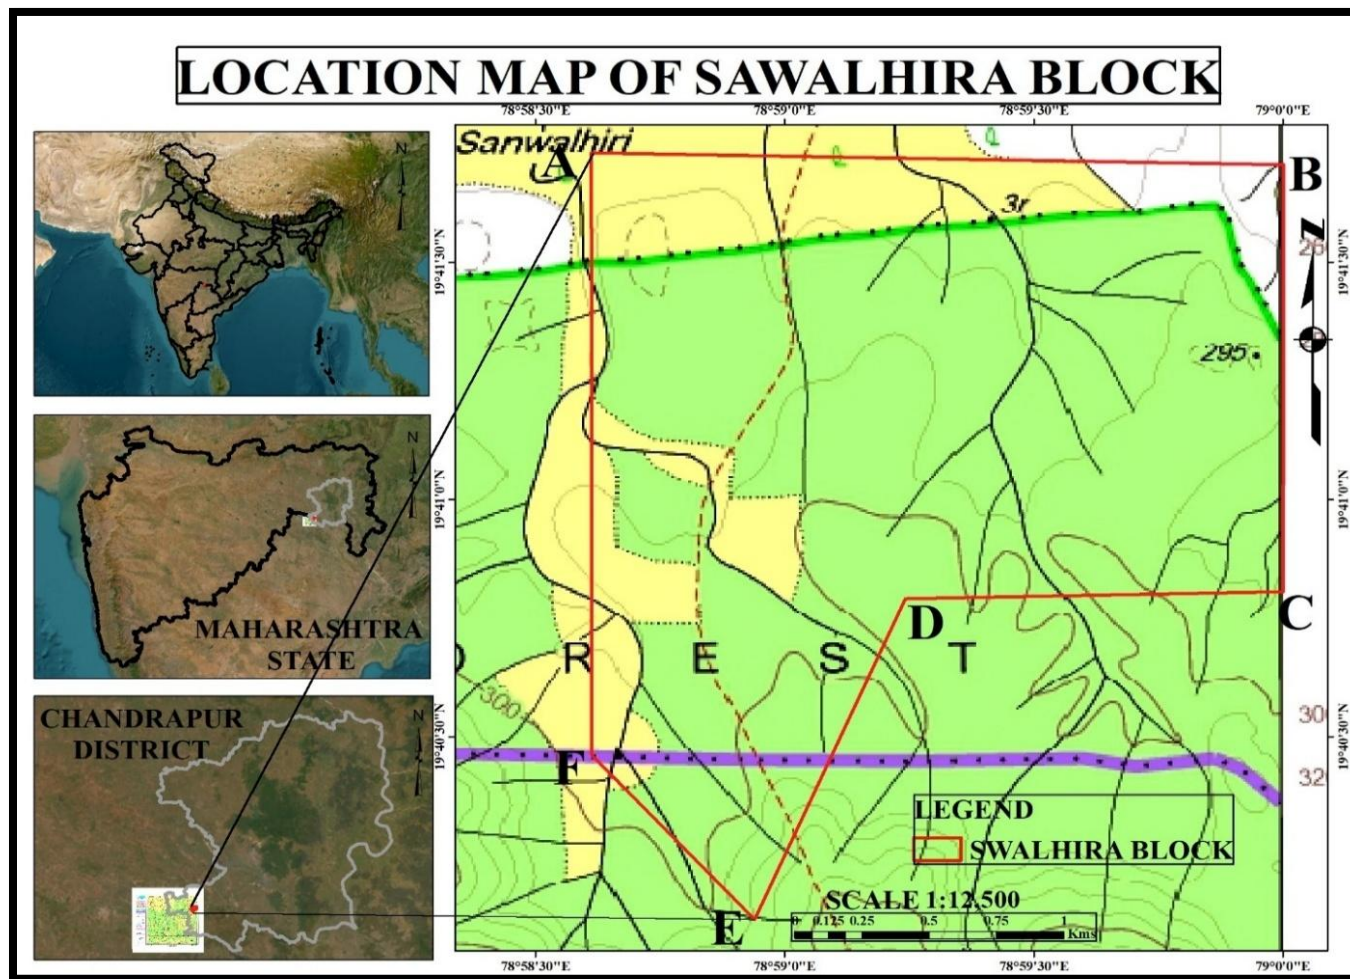 LOCATION MAP OF SAWALHIRA BLOCK
78°58'30"E
78°59'0"E
78°59'30"E
79°0'0"E
Sanwalhiri
A
B
N
N
3r
19°41'30"N
19°41'30"N
295
N
19°41'0"N
19°41'0"N
MAHARASHTRA
STATE
C
D
R E S T
300
CHANDRAPUR
DISTRICT
N
19°40'30"N
19°40'30"N
F
LEGEND
SWALHIRA BLOCK
SCALE 1:12,500
0 0.125 0.25 0.5 0.75 1
Kms
E
78°58'30"E
78°59'0"E
78°59'30"E
79°0'0"E